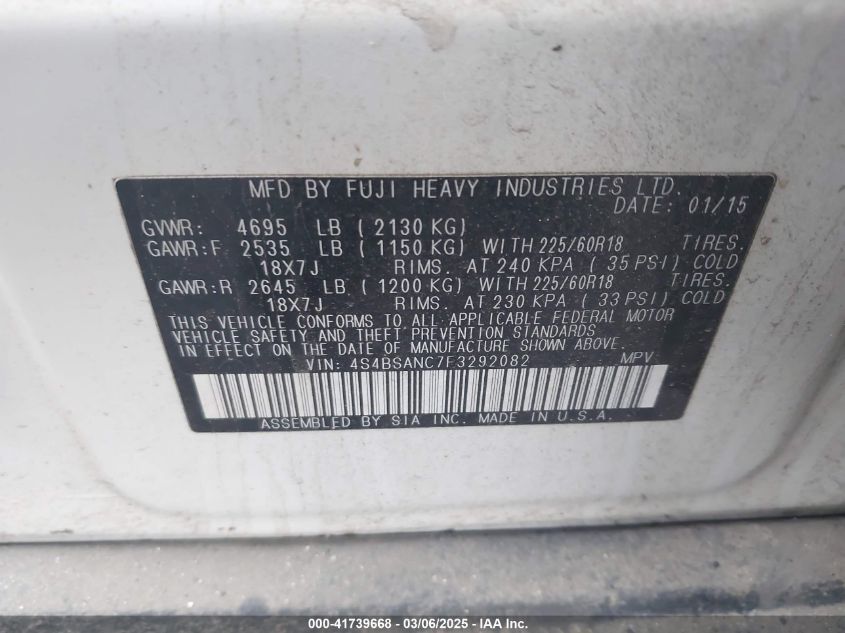 MFD BY FUJI HEAVY INDUSTRIES LTD.
DATE: 01/15
GVWR: 4695 LB ( 2130 KG)
GAWR:F 2535 LB ( 1150 KG) WITH 225/60R18 TIRES.
18X7J RIMS. AT 240 KPA ( 35 PSI) COLD
GAWR:R 2645 LB ( 1200 KG) WITH 225/60R18 TIRES.
18X7J RIMS. AT 230 KPA ( 33 PSI) COLD
THIS VEHICLE CONFORMS TO ALL APPLICABLE FEDERAL MOTOR
VEHICLE SAFETY AND THEFT PREVENTION STANDARDS
IN EFFECT ON THE DATE OF MANUFACTURE SHOWN ABOVE.
VIN: 4S4BSANC7F3292082 MPV
ASSEMBLED BY SIA INC. MADE IN U.S.A.
000-41739668 - 03/06/2025 - IAA Inc.